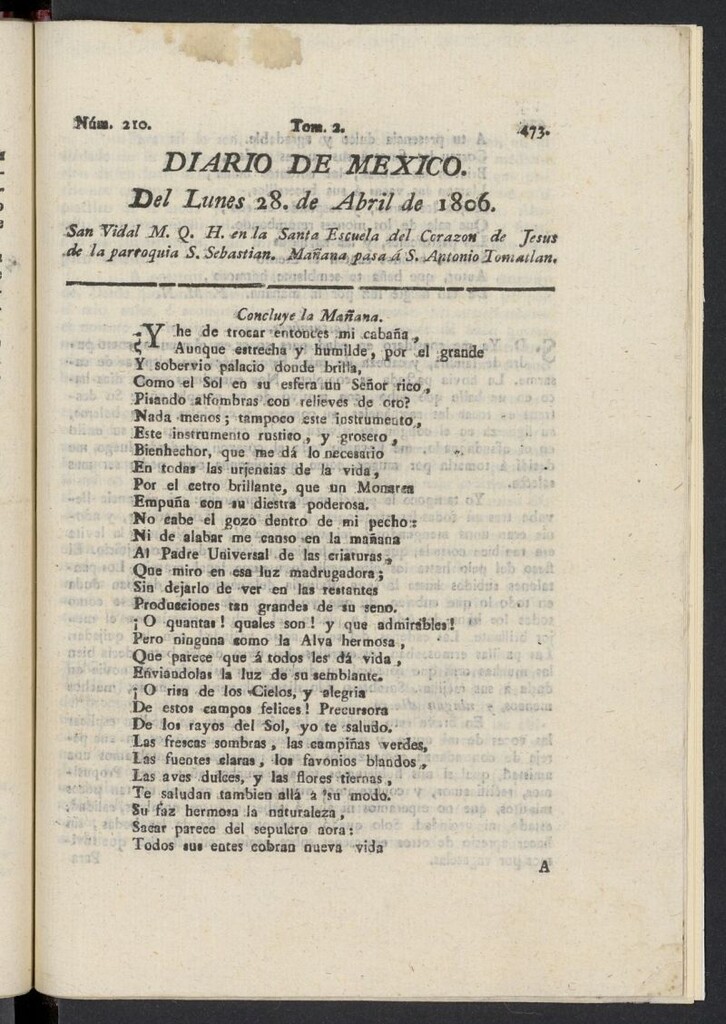 Núm. 210. Tom. 2. 473.
DIARIO DE MEXICO.
Del Lunes 28. de Abril de 1806.
San Vidal M. Q. H. en la Santa Escuela del Corazon de Jesus
de la parroquia S. Sebastian. Mañana pasa á S. Antonio Tomatlan.
Concluye la Mañana.
¿Y he de trocar entonces mi cabaña,
Aunque estrecha y humilde, por el grande
Y sobervio palacio donde brilla,
Como el Sol en su esfera un Señor rico,
Pisando alfombras con relieves de oro?
Nada menos; tampoco este instrumento,
Este instrumento rustico, y grosero,
Bienhechor, que me dá lo necesario
En todas las urjencias de la vida,
Por el cetro brillante, que un Monarca
Empuña con su diestra poderosa.
No cabe el gozo dentro de mi pecho:
Ni de alabar me canso en la mañana
Al Padre Universal de las criaturas,
Que miro en esa luz madrugadora;
Sin dejarlo de ver en las restantes
Producciones tan grandes de su seno.
¡O quantas! quales son! y que admirables!
Pero ninguna como la Alva hermosa,
Que parece que á todos les dá vida,
Enviandolas la luz de su semblante.
¡O risa de los Cielos, y alegria
De estos campos felices! Precursora
De los rayos del Sol, yo te saludo.
Las frescas sombras, las campiñas verdes,
Las fuentes claras, los favonios blandos,
Las aves dulces, y las flores tiernas,
Te saludan tambien allá a su modo.
Su faz hermosa la naturaleza,
Sacar parece del sepulcro aora:
Todos sus entes cobran nueva vida
A